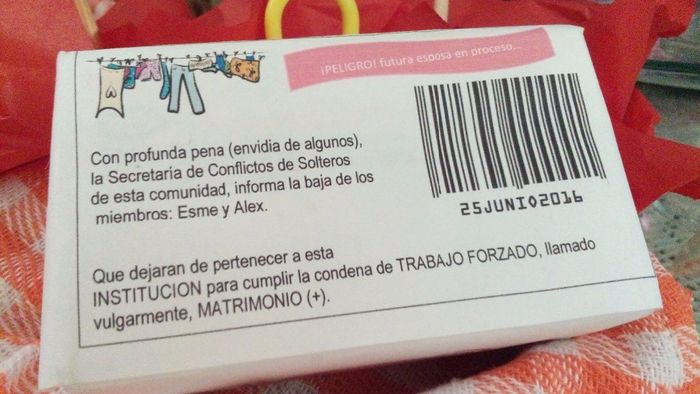 ¡PELIGRO! futura esposa en proceso...
Con profunda pena (envidia de algunos),
la Secretaría de Conflictos de Solteros
de esta comunidad, informa la baja de los
miembros: Esme y Alex.
25JUNIO2016
Que dejaran de pertenecer a esta
INSTITUCION para cumplir la condena de TRABAJO FORZADO, llamado
vulgarmente, MATRIMONIO (+).